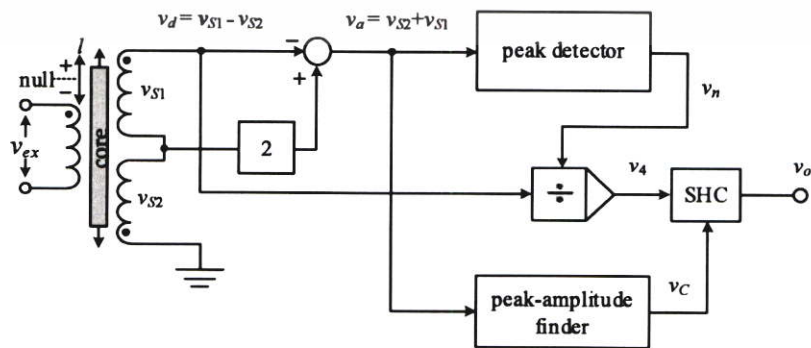 v_d = v_S1 - v_S2
v_a = v_S2 + v_S1
l
null
+
−
core
v_ex
v_S1
v_S2
2
−
+
peak detector
v_n
÷
v_4
SHC
v_o
v_C
peak-amplitude
finder